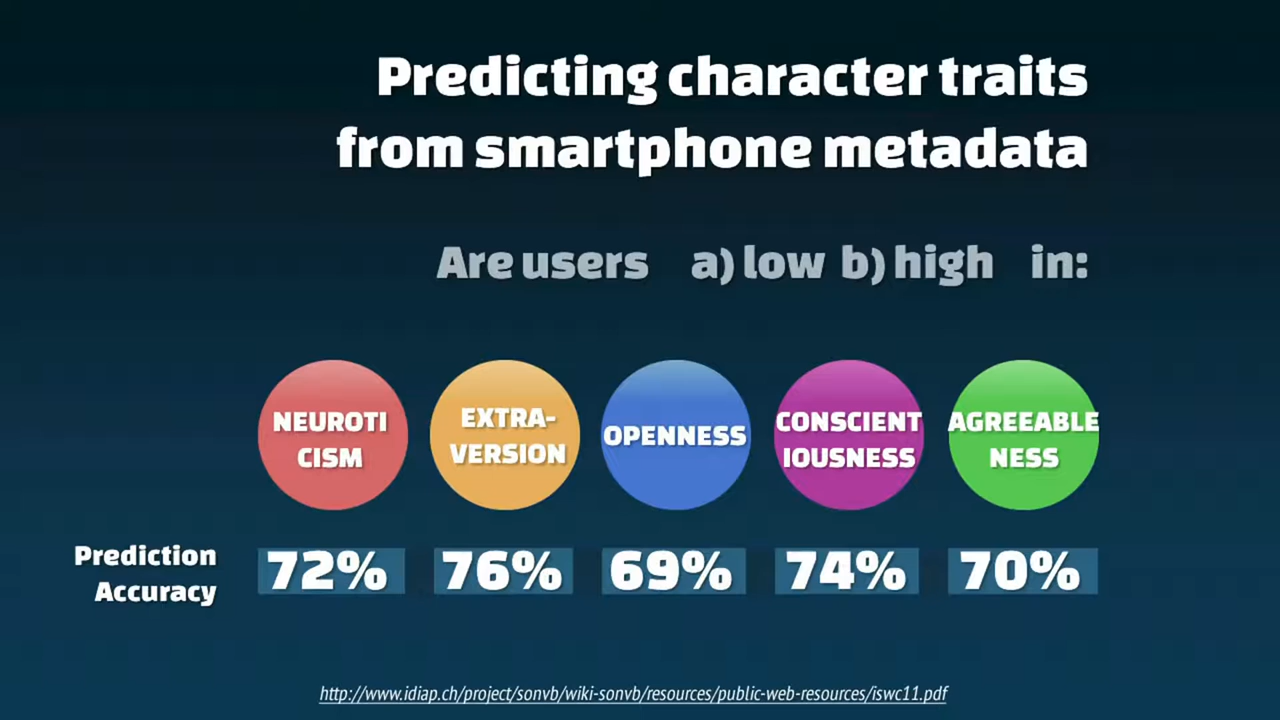 Predicting character traits
from smartphone metadata
Are users a) low b) high in:
NEUROTI
CISM
EXTRA-
VERSION
OPENNESS
CONSCIENT
IOUSNESS
AGREEABLE
NESS
Prediction
Accuracy
72% 76% 69% 74% 70%
http://www.idiap.ch/project/sonvb/wiki-sonvb/resources/public-web-resources/iswc11.pdf